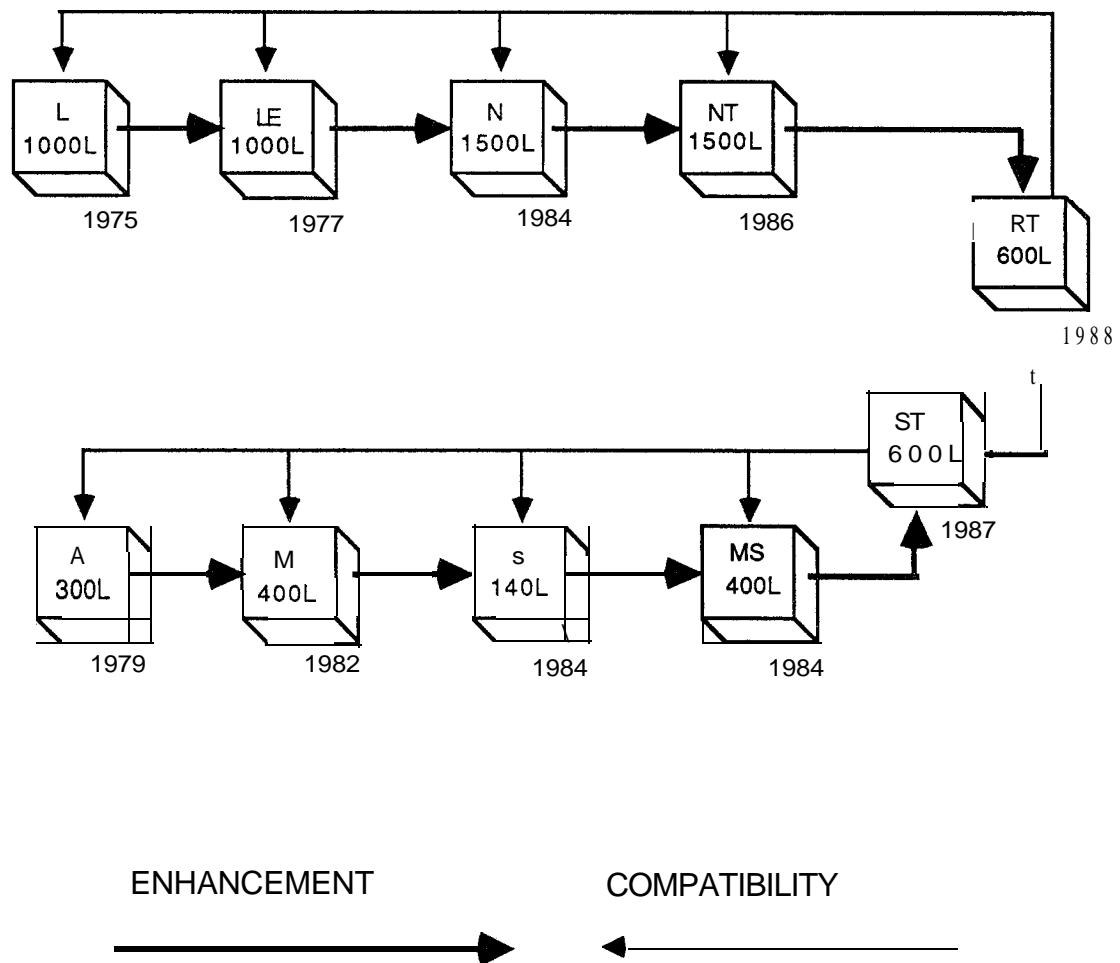 L
1000L
1975
LE
1000L
1977
N
1500L
1984
NT
1500L
1986
RT
600L
1988
t
ST
600L
1987
A
300L
1979
M
400L
1982
s
140L
1984
MS
400L
1984
ENHANCEMENT
COMPATIBILITY